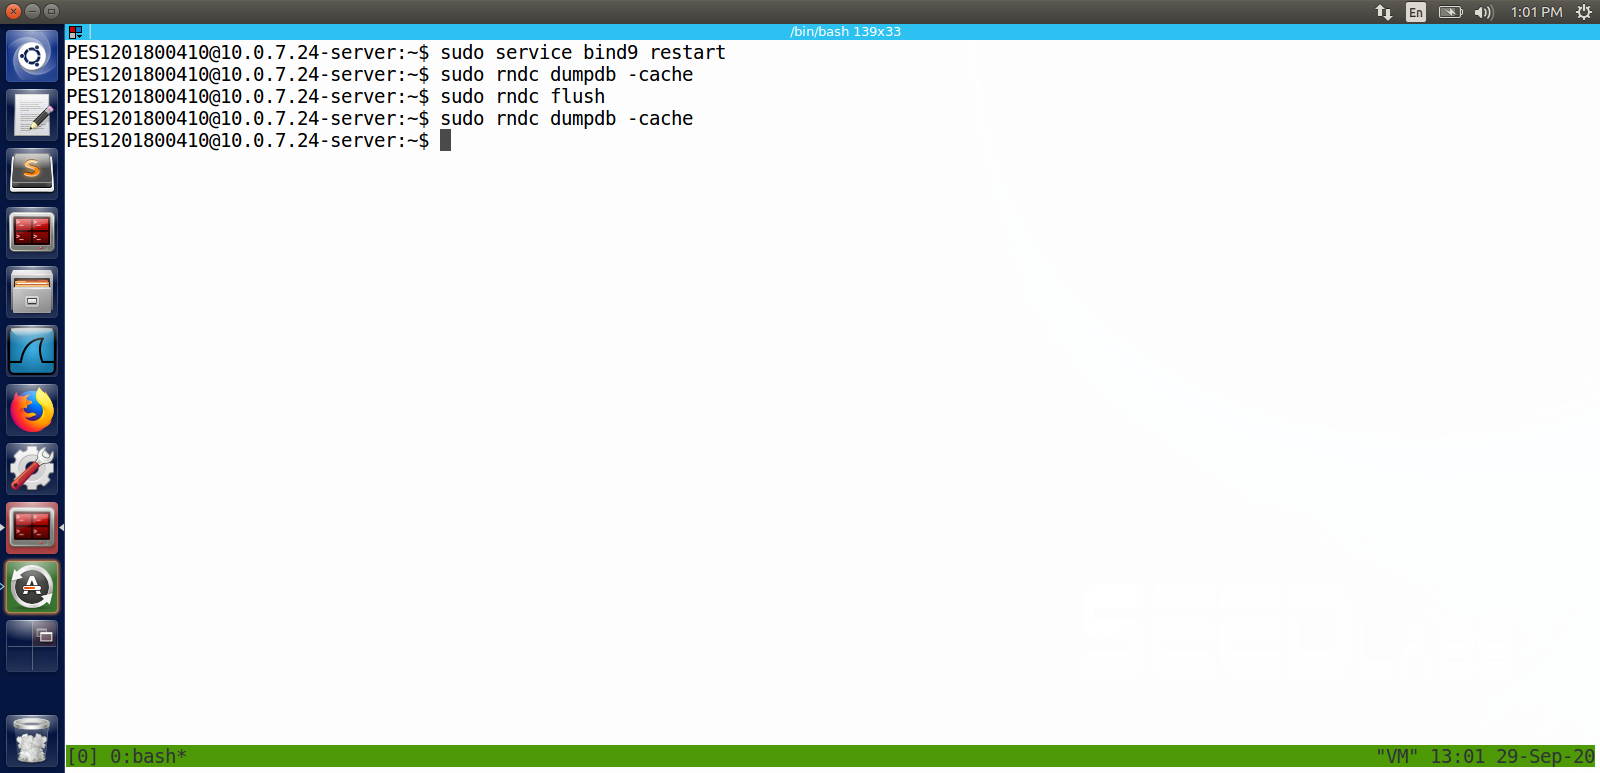 En
1:01 PM
/bin/bash 139x33
PES1201800410@10.0.7.24-server:~$ sudo service bind9 restart
PES1201800410@10.0.7.24-server:~$ sudo rndc dumpdb -cache
PES1201800410@10.0.7.24-server:~$ sudo rndc flush
PES1201800410@10.0.7.24-server:~$ sudo rndc dumpdb -cache
PES1201800410@10.0.7.24-server:~$
SEEDLABS
[0] 0:bash* "VM" 13:01 29-Sep-20